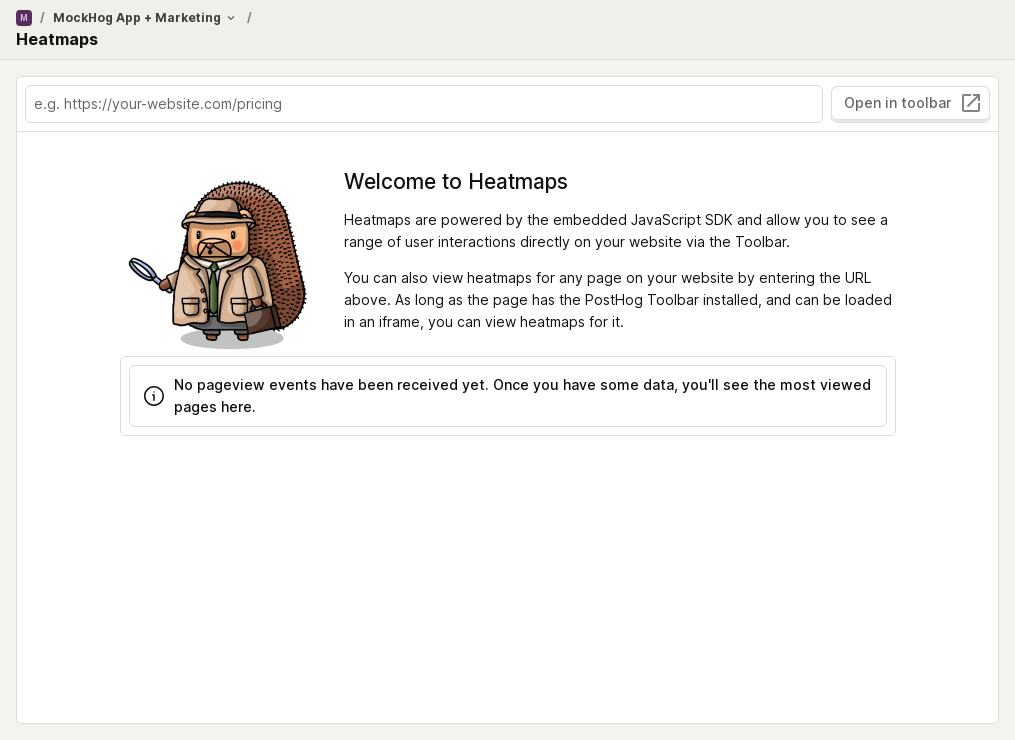 M / MockHog App + Marketing /
Heatmaps
e.g. https://your-website.com/pricing
Open in toolbar
Welcome to Heatmaps
Heatmaps are powered by the embedded JavaScript SDK and allow you to see a
range of user interactions directly on your website via the Toolbar.
You can also view heatmaps for any page on your website by entering the URL
above. As long as the page has the PostHog Toolbar installed, and can be loaded
in an iframe, you can view heatmaps for it.
No pageview events have been received yet. Once you have some data, you'll see the most viewed
pages here.